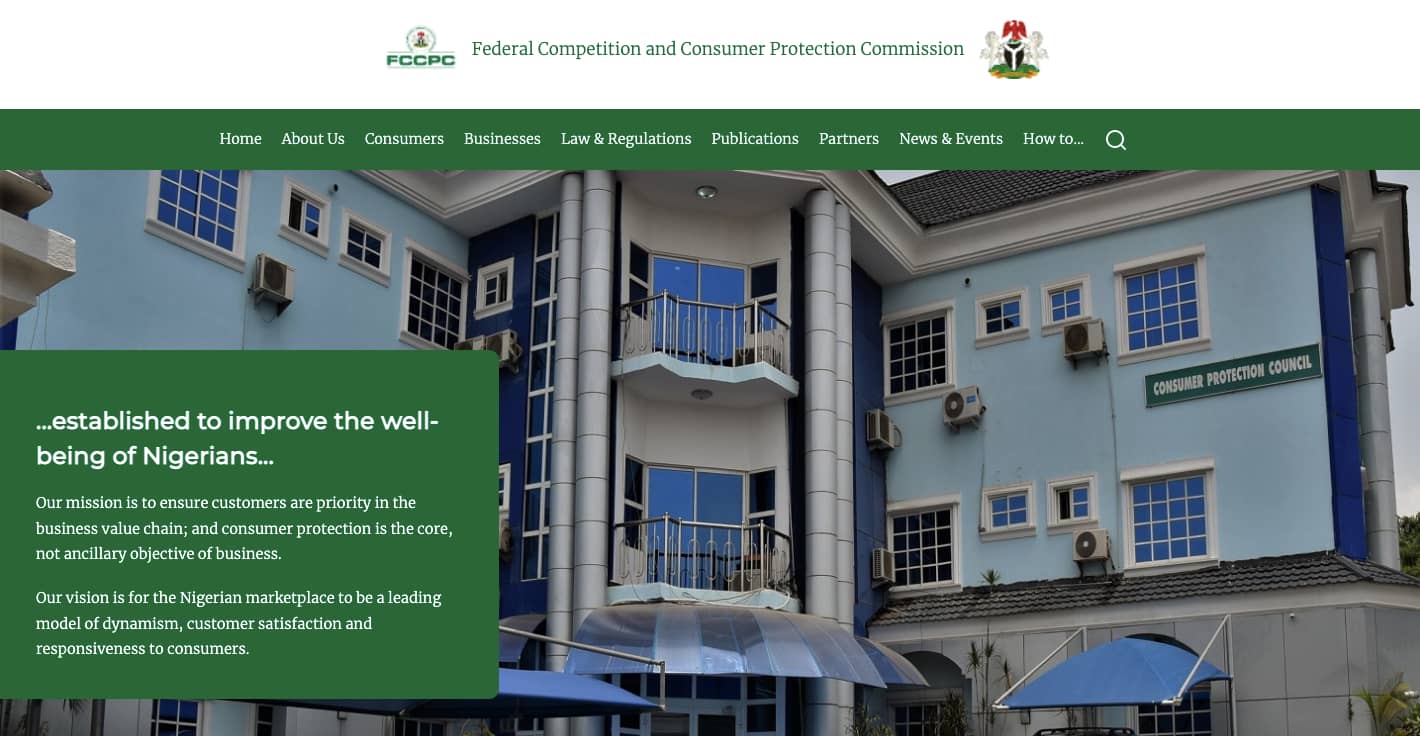 FCCPC
Federal Competition and Consumer Protection Commission
Home About Us Consumers Businesses Law & Regulations Publications Partners News & Events How to...
CONSUMER PROTECTION COUNCIL
...established to improve the well-
being of Nigerians...
Our mission is to ensure customers are priority in the
business value chain; and consumer protection is the core,
not ancillary objective of business.
Our vision is for the Nigerian marketplace to be a leading
model of dynamism, customer satisfaction and
responsiveness to consumers.